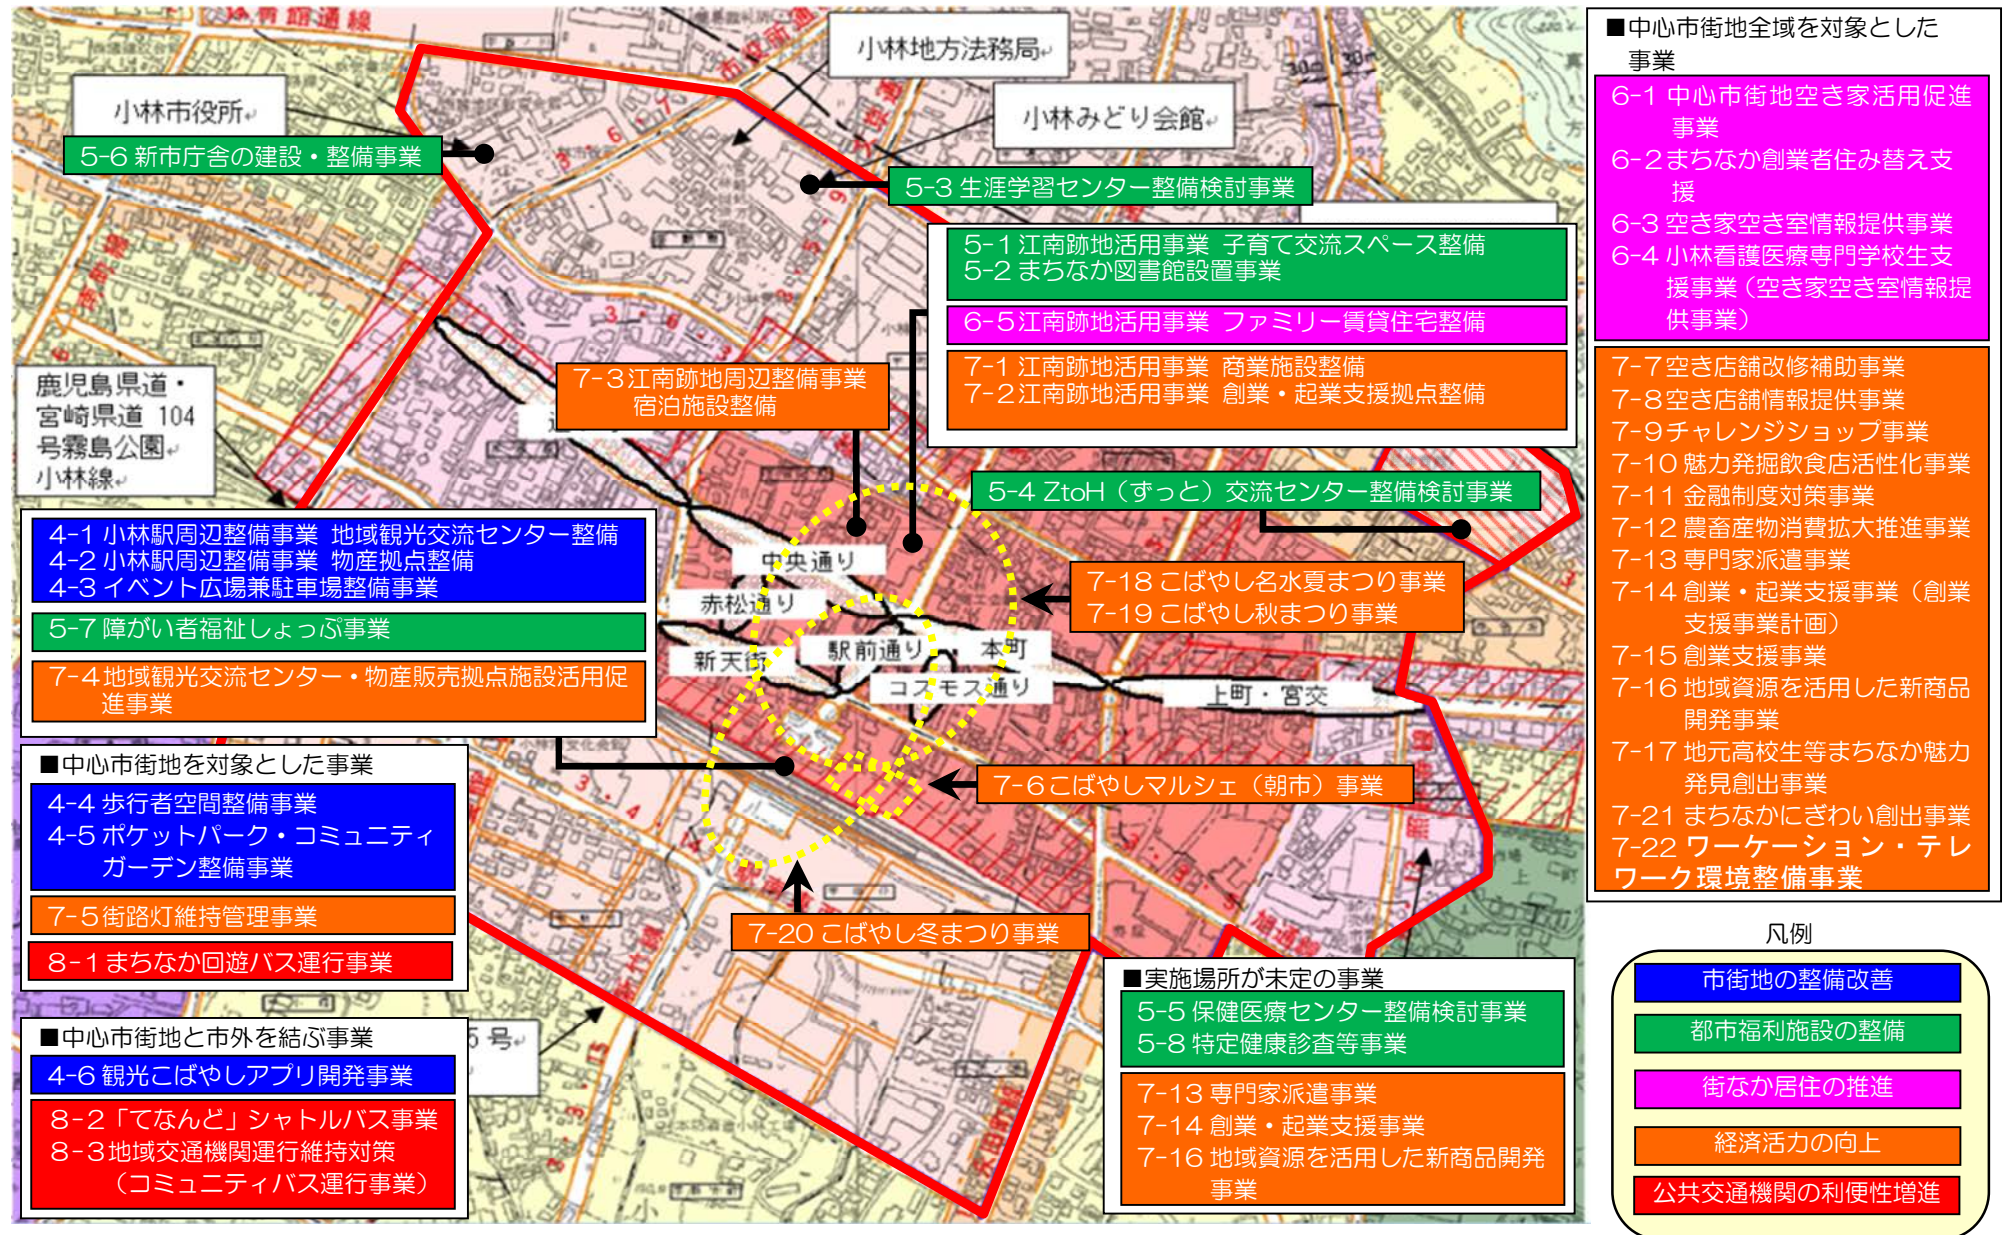 小林地方法務局
小林市役所
小林みどり会館
5-6 新市庁舎の建設・整備事業
5-3 生涯学習センター整備検討事業
5-1 江南跡地活用事業 子育て交流スペース整備
5-2 まちなか図書館設置事業
6-5 江南跡地活用事業 ファミリー賃貸住宅整備
7-1 江南跡地活用事業 商業施設整備
7-2 江南跡地活用事業 創業・起業支援拠点整備
7-3 江南跡地周辺整備事業
宿泊施設整備
鹿児島県道・
宮崎県道 104
号霧島公園
小林線
5-4 ZtoH（ずっと）交流センター整備検討事業
4-1 小林駅周辺整備事業 地域観光交流センター整備
4-2 小林駅周辺整備事業 物産拠点整備
4-3 イベント広場兼駐車場整備事業
5-7 障がい者福祉しょっぷ事業
7-4 地域観光交流センター・物産販売拠点施設活用促
進事業
中央通り
赤松通り
新天街
駅前通り
本町
コスモス通り
上町・宮交
7-18 こばやし名水夏まつり事業
7-19 こばやし秋まつり事業
7-6 こばやしマルシェ（朝市）事業
7-20 こばやし冬まつり事業
■中心市街地を対象とした事業
4-4 歩行者空間整備事業
4-5 ポケットパーク・コミュニティ
ガーデン整備事業
7-5 街路灯維持管理事業
8-1 まちなか回遊バス運行事業
■中心市街地と市外を結ぶ事業
4-6 観光こばやしアプリ開発事業
8-2「てなんど」シャトルバス事業
8-3 地域交通機関運行維持対策
（コミュニティバス運行事業）
■実施場所が未定の事業
5-5 保健医療センター整備検討事業
5-8 特定健康診査等事業
7-13 専門家派遣事業
7-14 創業・起業支援事業
7-16 地域資源を活用した新商品開発
事業
■中心市街地全域を対象とした
事業
6-1 中心市街地空き家活用促進
事業
6-2 まちなか創業者住み替え支
援
6-3 空き家空き室情報提供事業
6-4 小林看護医療専門学校生支
援事業（空き家空き室情報提
供事業）
7-7 空き店舗改修補助事業
7-8 空き店舗情報提供事業
7-9 チャレンジショップ事業
7-10 魅力発掘飲食店活性化事業
7-11 金融制度対策事業
7-12 農畜産物消費拡大推進事業
7-13 専門家派遣事業
7-14 創業・起業支援事業（創業
支援事業計画）
7-15 創業支援事業
7-16 地域資源を活用した新商品
開発事業
7-17 地元高校生等まちなか魅力
発見創出事業
7-21 まちなかにぎわい創出事業
7-22 ワーケーション・テレ
ワーク環境整備事業
凡例
市街地の整備改善
都市福利施設の整備
街なか居住の推進
経済活力の向上
公共交通機関の利便性増進